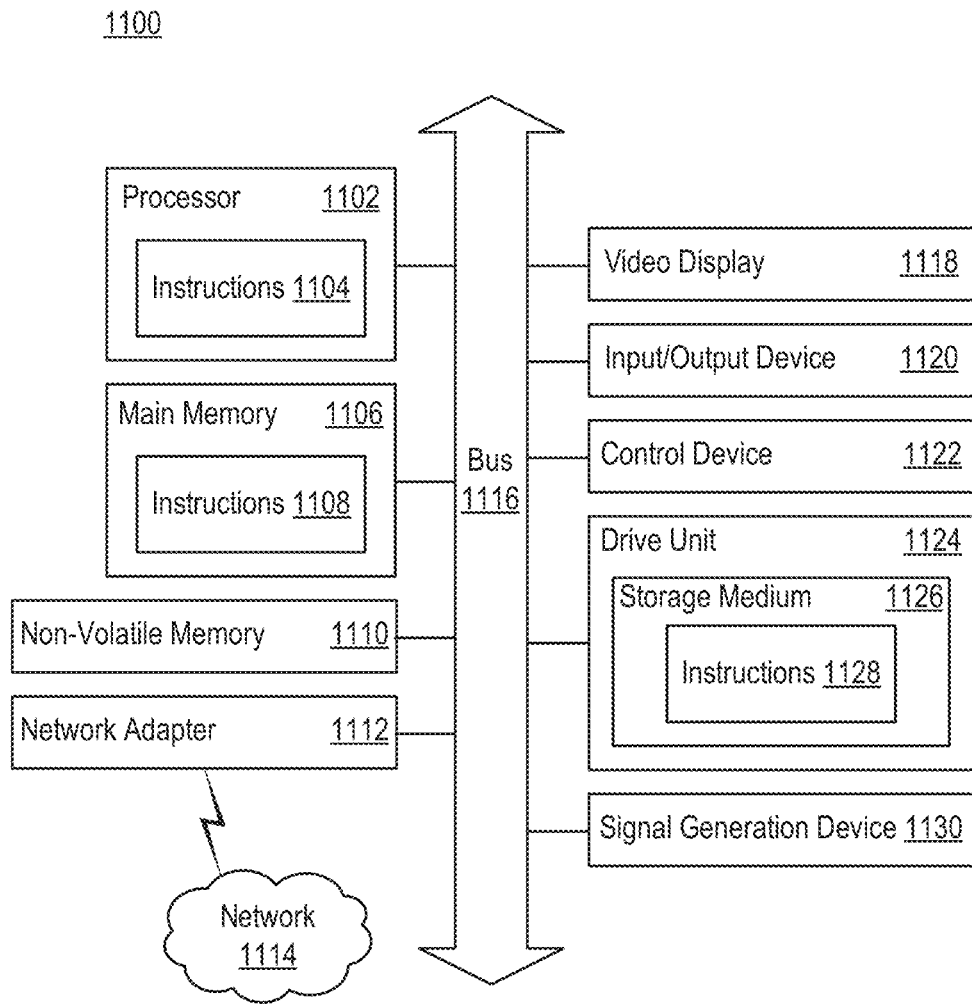 1100
Processor 1102
Instructions 1104
Main Memory 1106
Instructions 1108
Non-Volatile Memory 1110
Network Adapter 1112
Network
1114
Bus
1116
Video Display 1118
Input/Output Device 1120
Control Device 1122
Drive Unit 1124
Storage Medium 1126
Instructions 1128
Signal Generation Device 1130